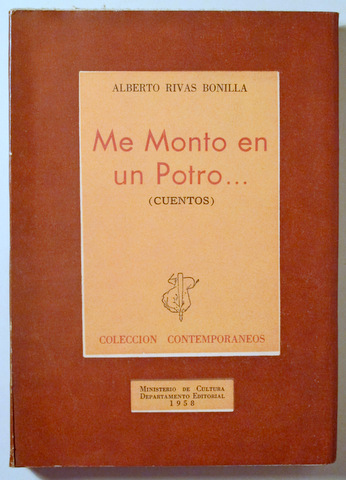 ALBERTO RIVAS BONILLA
Me Monto en
un Potro...
(CUENTOS)
COLECCION CONTEMPORANEOS
MINISTERIO DE CULTURA
DEPARTAMENTO EDITORIAL
1958